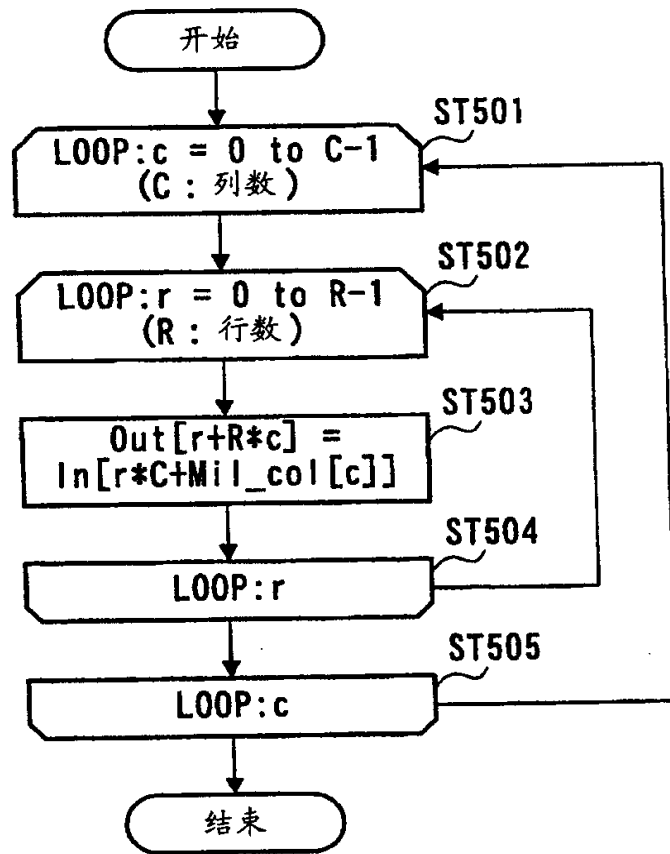 开始
ST501
LOOP:c = 0 to C-1
(C : 列数)
ST502
LOOP:r = 0 to R-1
(R : 行数)
ST503
Out[r+R*c] =
In[r*C+Mil_col[c]]
ST504
LOOP:r
ST505
LOOP:c
结束